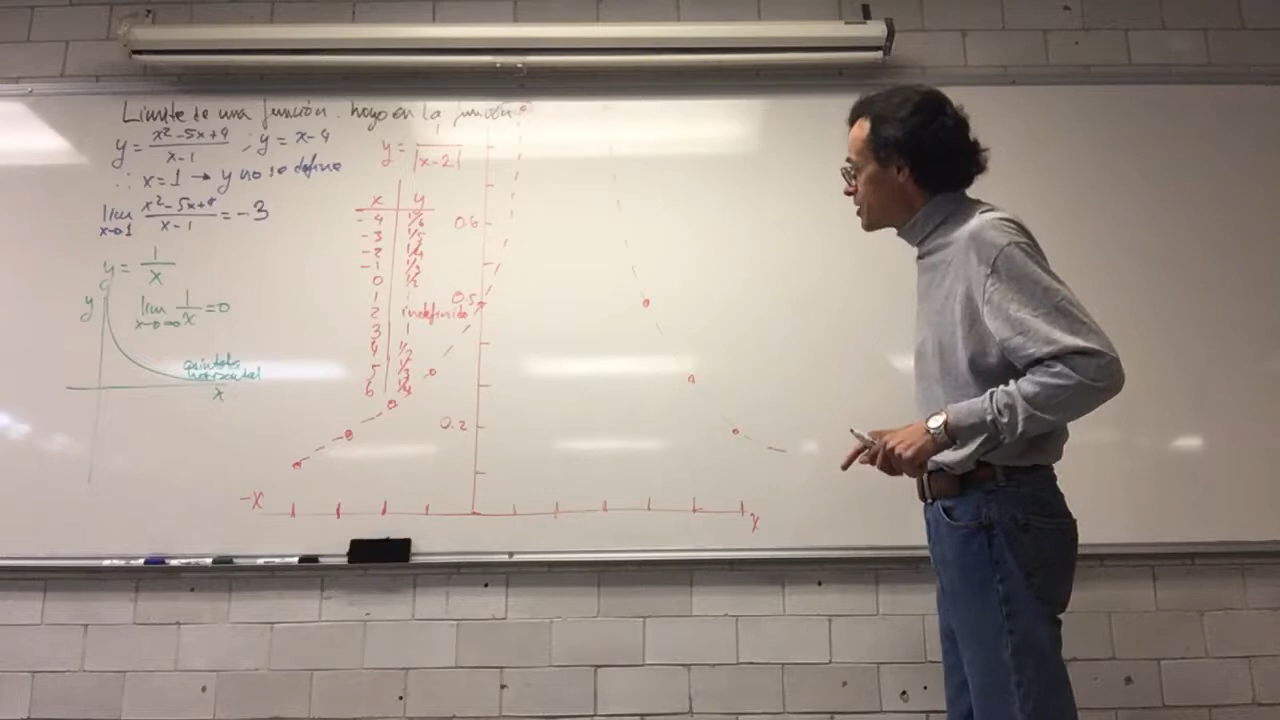 Límite de una función. hoyo en la función
y = x²-5x+4 / x-1 ; y = x-4
∴ x=1 → y no se define
lim x→1 x²-5x+4 / x-1 = -3
y = 1/x
y
lim x→∞ 1/x = 0
horizontal
x
y = 1/|x-2|
x y
-4 1/6
-3 1/5
-2 1/4
-1 1/3
0 1/2
1 1
2 indefinido
3 1
4 1/2
5 1/3
6 1/4
0.6
0.5
0.2
-x
x